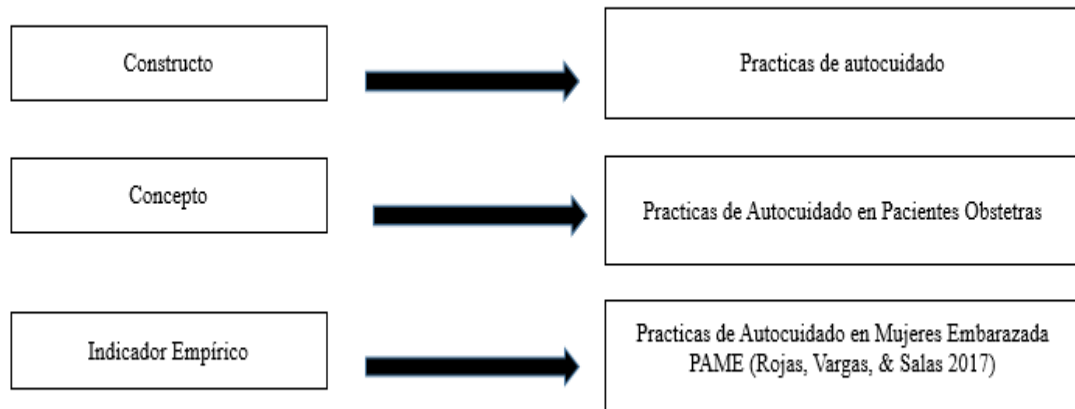 Constructo
Practicas de autocuidado
Concepto
Practicas de Autocuidado en Pacientes Obstetras
Indicador Empírico
Practicas de Autocuidado en Mujeres Embarazada
PAME (Rojas, Vargas, & Salas 2017)